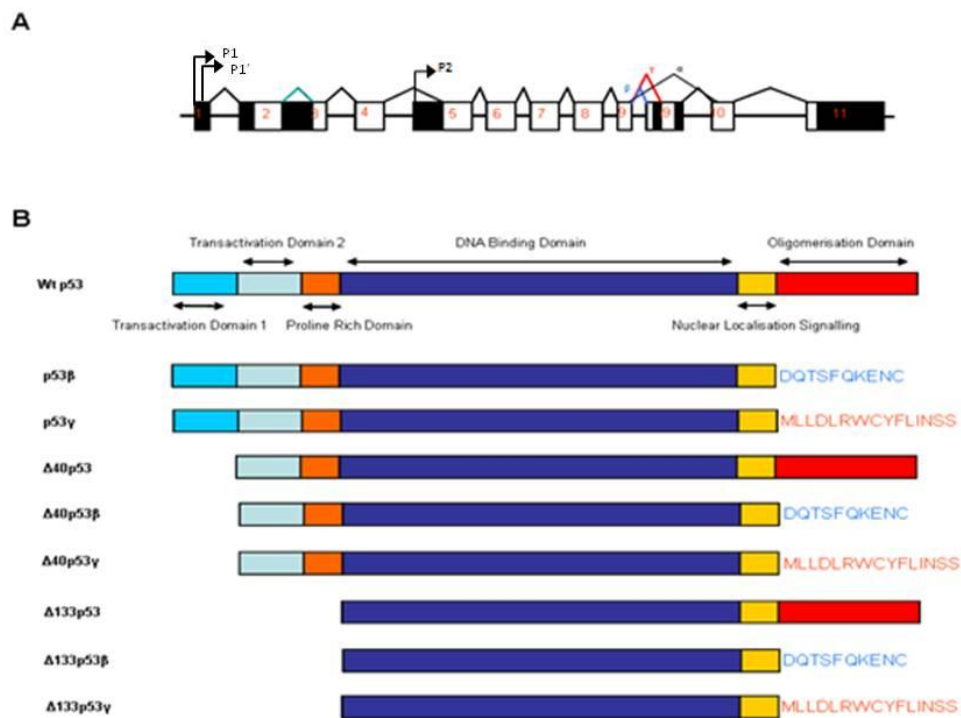 A
P1
P1'
P2
β γ α
1 2 3 4 5 6 7 8 9 9 10 11
B
Transactivation Domain 2 DNA Binding Domain Oligomerisation Domain
Wt p53
Transactivation Domain 1 Proline Rich Domain Nuclear Localisation Signalling
p53β DQTSFQKENC
p53γ MLLDLRWCYFLINSS
Δ40p53
Δ40p53β DQTSFQKENC
Δ40p53γ MLLDLRWCYFLINSS
Δ133p53
Δ133p53β DQTSFQKENC
Δ133p53γ MLLDLRWCYFLINSS